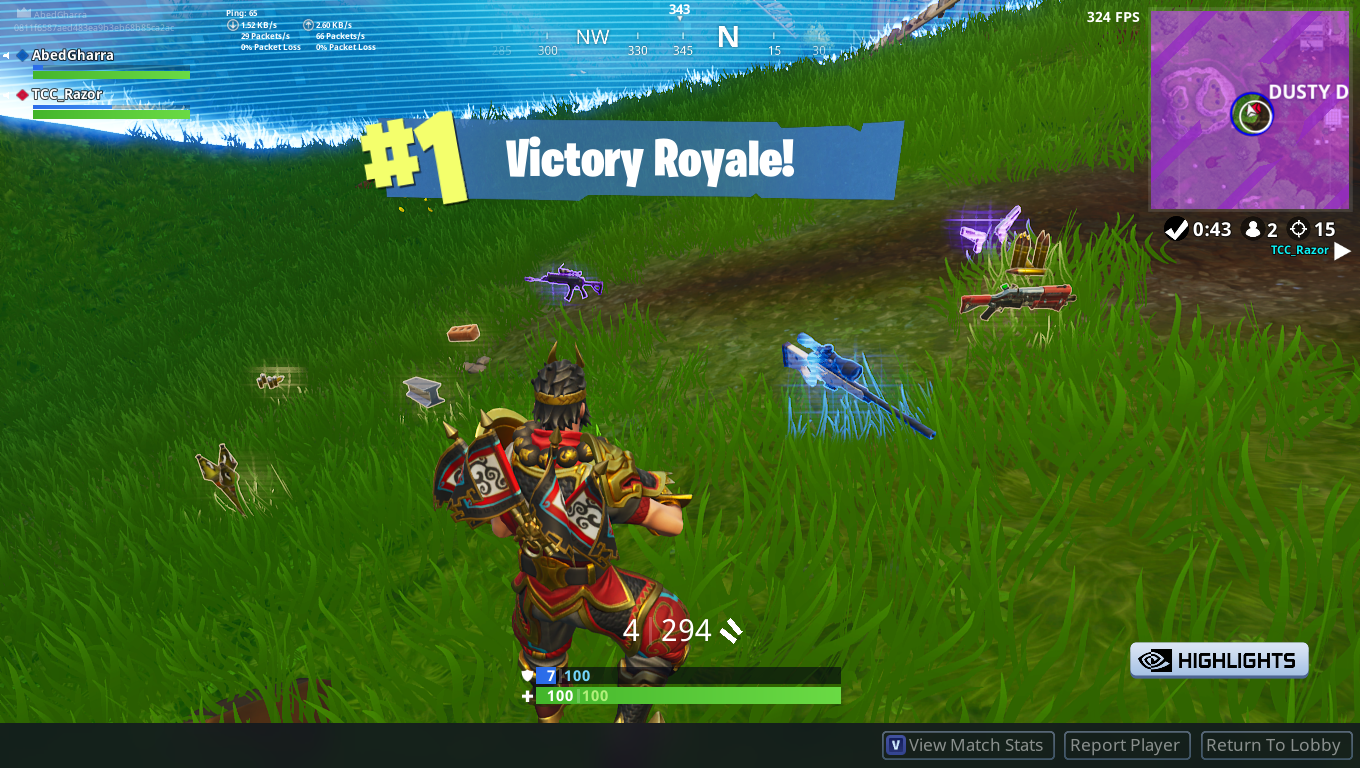 AbedGharra
Ping: 65
1.52 KB/s
2.60 KB/s
29 Packets/s
66 Packets/s
0% Packet Loss
0% Packet Loss
AbedGharra
TCC_Razor
343
285 300 NW 330 345 N 15 30
324 FPS
DUSTY D
0:43 2 15
TCC_Razor
#1 Victory Royale!
4 294
7 100
100 100
HIGHLIGHTS
V View Match Stats
Report Player
Return To Lobby